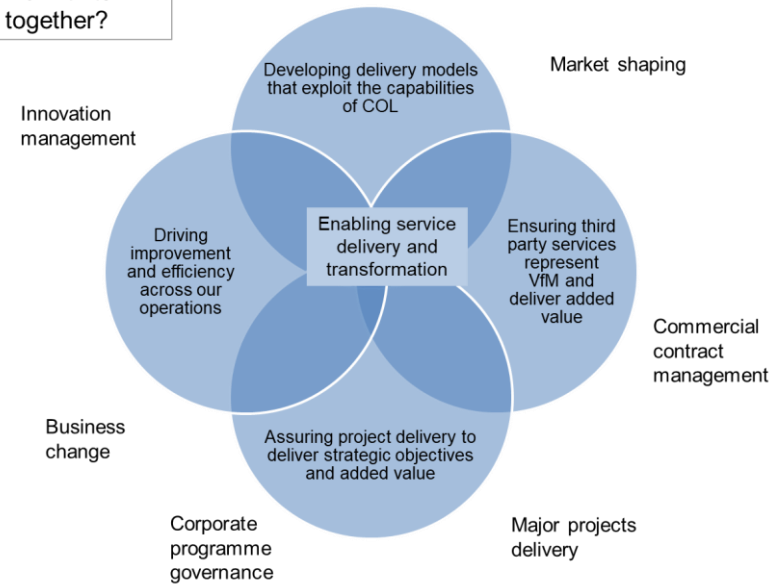 together?
Developing delivery models
that exploit the capabilities
of COL
Market shaping
Innovation
management
Enabling service
delivery and
transformation
Driving
improvement
and efficiency
across our
operations
Ensuring third
party services
represent
VfM and
deliver added
value
Commercial
contract
management
Business
change
Assuring project delivery to
deliver strategic objectives
and added value
Corporate
programme
governance
Major projects
delivery